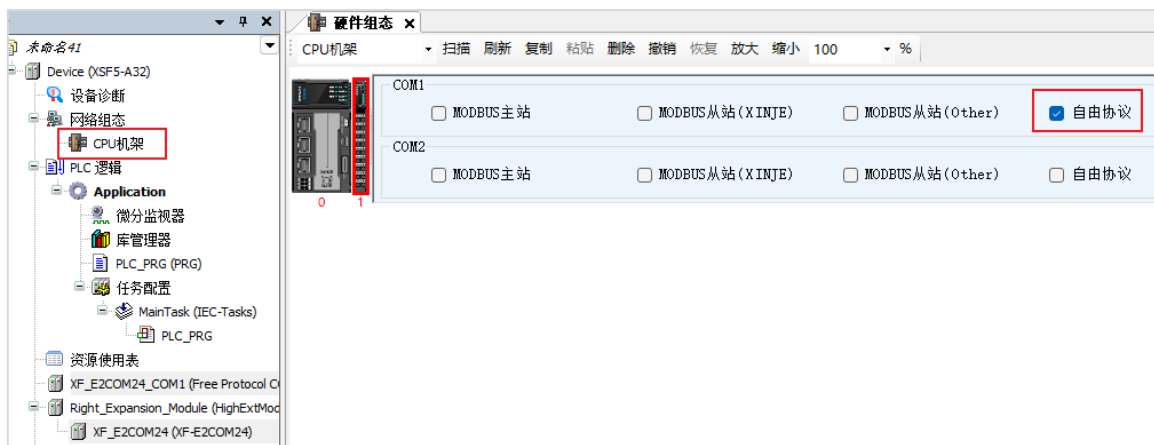 硬件组态
未命名41
CPU机架 扫描 刷新 复制 粘贴 删除 撤销 恢复 放大 缩小 100 %
Device (XSF5-A32)
设备诊断
网络组态
CPU机架
PLC 逻辑
Application
微分监视器
库管理器
PLC_PRG (PRG)
任务配置
MainTask (IEC-Tasks)
PLC_PRG
资源使用表
XF_E2COM24_COM1 (Free Protocol C
Right_Expansion_Module (HighExtMod
XF_E2COM24 (XF-E2COM24)
COM1
MODBUS主站 MODBUS从站(XINJE) MODBUS从站(Other) 自由协议
COM2
MODBUS主站 MODBUS从站(XINJE) MODBUS从站(Other) 自由协议
0 1